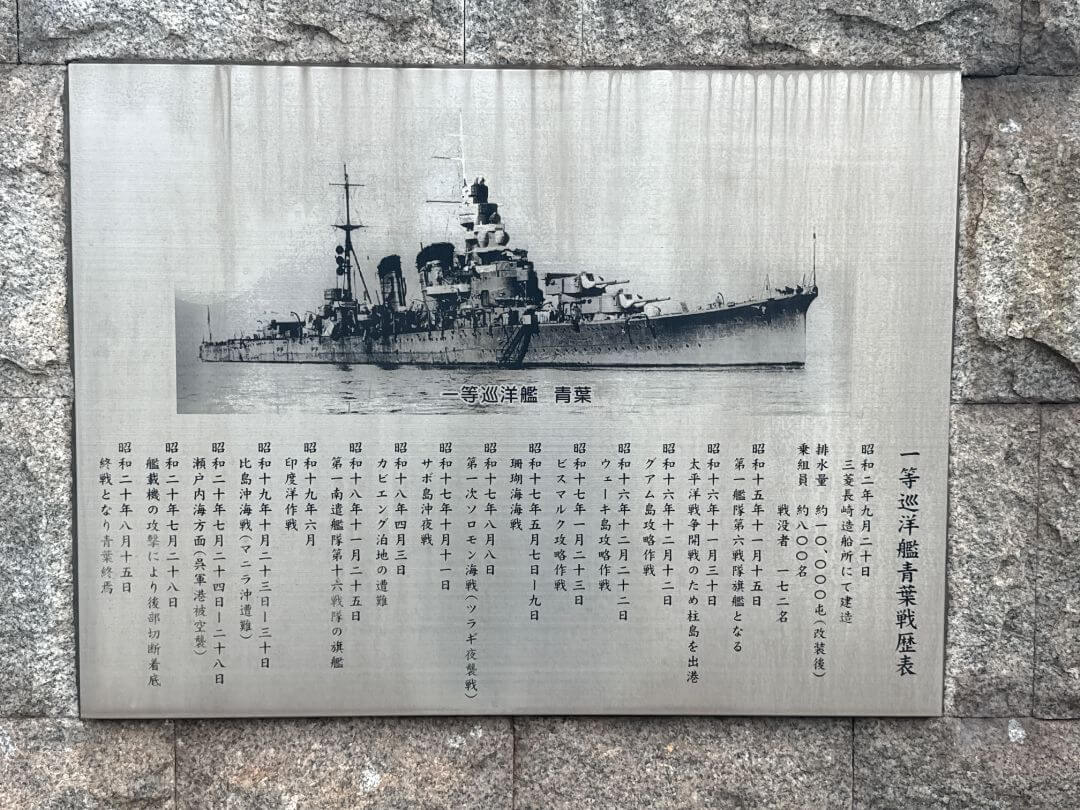 一等巡洋艦 青葉
一等巡洋艦青葉戦歴表
昭和二年九月二十日
三菱長崎造船所にて建造
排水量 約一〇、〇〇〇屯(改装後)
乗組員 約八〇〇名
戦没者 一七二名
昭和十五年十一月十五日
第一艦隊第六戦隊旗艦となる
昭和十六年十一月三十日
太平洋戦争開戦のため柱島を出港
昭和十六年十二月十二日
グアム島攻略作戦
昭和十六年十二月二十二日
ウェーキ島攻略作戦
昭和十七年一月二十三日
ビスマルク攻略作戦
昭和十七年五月七日ー九日
珊瑚海海戦
昭和十七年八月八日
第一次ソロモン海戦(ツラギ夜襲戦)
昭和十七年十月十一日
サボ島沖夜戦
昭和十八年四月三日
カビエング泊地の遭難
昭和十八年十一月二十五日
第一南遣艦隊第十六戦隊の旗艦
昭和十九年六月
印度洋作戦
昭和十九年十月二十三日ー三十日
比島沖海戦(マニラ沖遭難)
昭和二十年七月二十四日ー二十八日
瀬戸内海方面(呉軍港被空襲)
昭和二十年七月二十八日
艦載機の攻撃により後部切断着底
昭和二十年八月十五日
終戦となり青葉終焉